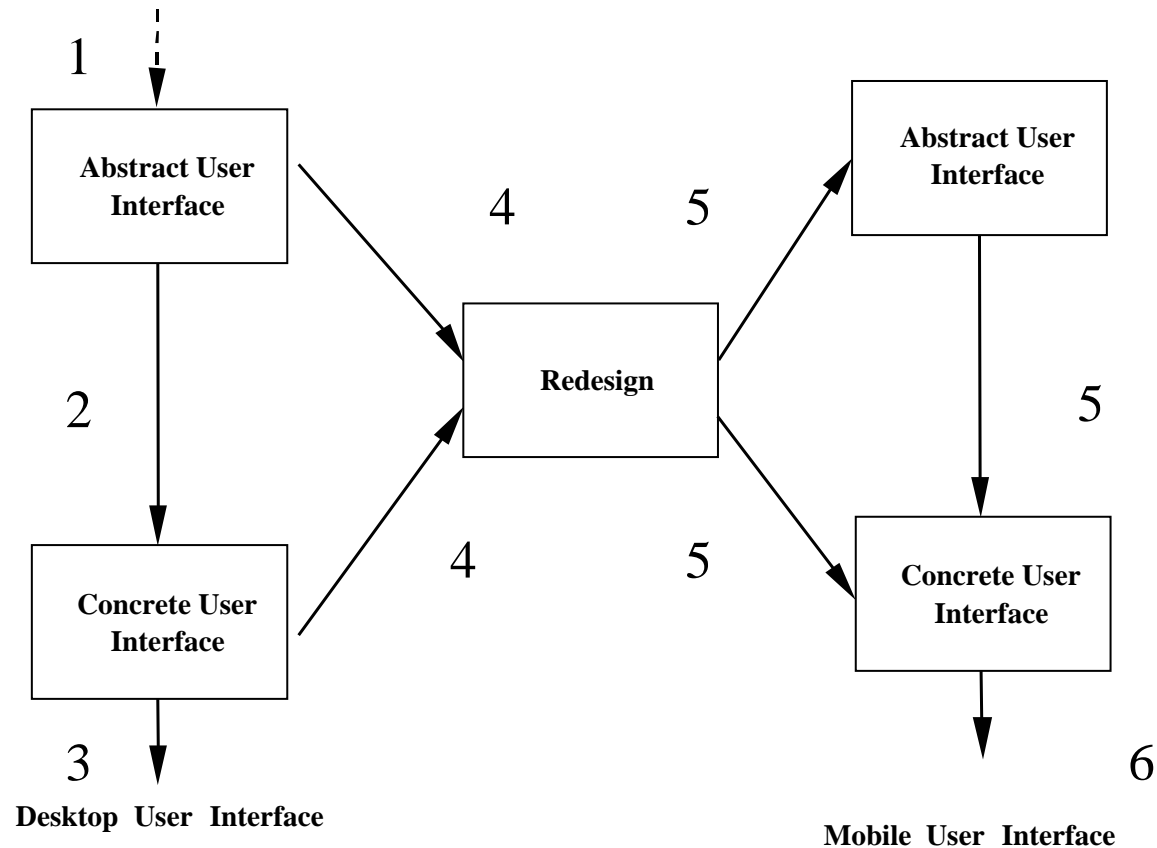 1
Abstract User
Interface
Abstract User
Interface
4
5
Redesign
2
5
4
5
Concrete User
Interface
Concrete User
Interface
3
6
Desktop User Interface
Mobile User Interface